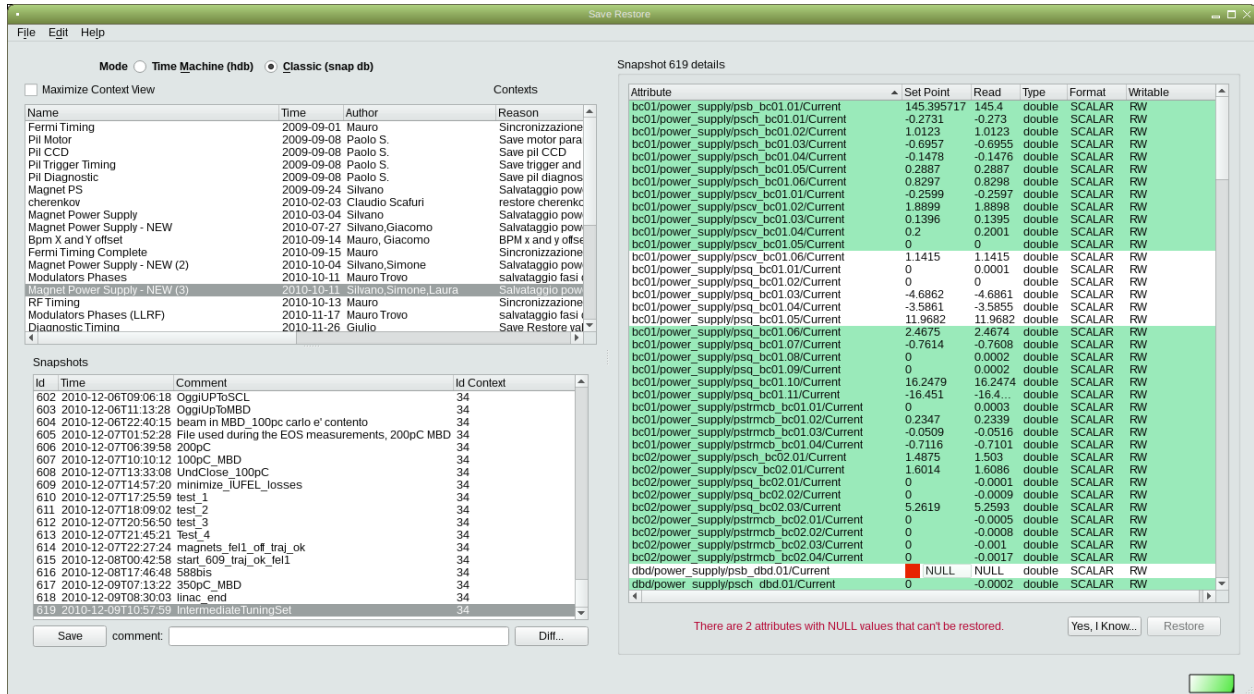 Save Restore
File Edit Help
Mode Time Machine (hdb) Classic (snap db)
Maximize Context View Contexts
Name Time Author Reason
Fermi Timing 2009-09-01 Mauro Sincronizzazione
Pil Motor 2009-09-08 Paolo S. Save motor para
Pil CCD 2009-09-08 Paolo S. Save pil CCD
Pil Trigger Timing 2009-09-08 Paolo S. Save trigger and
Pil Diagnostic 2009-09-08 Paolo S. Save pil diagnos
Magnet PS 2009-09-24 Silvano Salvataggio pow
cherenkov 2010-02-03 Claudio Scafuri restore cherenko
Magnet Power Supply 2010-03-04 Silvano Salvataggio pow
Magnet Power Supply - NEW 2010-07-27 Silvano,Giacomo Salvataggio pow
Bpm X and Y offset 2010-09-14 Mauro, Giacomo BPM x and y offse
Fermi Timing Complete 2010-09-15 Mauro Sincronizzazione
Magnet Power Supply - NEW (2) 2010-10-04 Silvano,Simone Salvataggio pow
Modulators Phases 2010-10-11 Mauro Trovo salvataggio fasi
Magnet Power Supply - NEW (3) 2010-10-11 Silvano,Simone,Laura Salvataggio pow
RF Timing 2010-10-13 Mauro Sincronizzazione
Modulators Phases (LLRF) 2010-11-17 Mauro Trovo salvataggio fasi
Diagnostic Timing 2010-11-26 Giulio Save Restore val
Snapshots
Id Time Comment Id Context
602 2010-12-06T09:06:18 OggiUPToSCL 34
603 2010-12-06T11:13:28 OggiUpToMBD 34
604 2010-12-06T22:40:15 beam in MBD_100pc carlo e' contento 34
605 2010-12-07T01:52:28 File used during the EOS measurements, 200pC MBD 34
606 2010-12-07T06:39:58 200pC 34
607 2010-12-07T10:10:12 100pC_MBD 34
608 2010-12-07T13:33:08 UndClose_100pC 34
609 2010-12-07T14:57:20 minimize_IUFEL_losses 34
610 2010-12-07T17:25:59 test_1 34
611 2010-12-07T18:09:02 test_2 34
612 2010-12-07T20:56:50 test_3 34
613 2010-12-07T21:45:21 Test_4 34
614 2010-12-07T22:27:24 magnets_fel1_off_traj_ok 34
615 2010-12-08T00:42:58 start_609_traj_ok_fel1 34
616 2010-12-08T17:46:48 588bis 34
617 2010-12-09T07:13:22 350pC_MBD 34
618 2010-12-09T08:30:03 linac_end 34
619 2010-12-09T10:57:59 IntermediateTuningSet 34
Save comment: Diff...
Snapshot 619 details
Attribute Set Point Read Type Format Writable
bc01/power_supply/psb_bc01.01/Current 145.395717 145.4 double SCALAR RW
bc01/power_supply/psch_bc01.01/Current -0.2731 -0.273 double SCALAR RW
bc01/power_supply/psch_bc01.02/Current 1.0123 1.0123 double SCALAR RW
bc01/power_supply/psch_bc01.03/Current -0.6957 -0.6955 double SCALAR RW
bc01/power_supply/psch_bc01.04/Current -0.1478 -0.1476 double SCALAR RW
bc01/power_supply/psch_bc01.05/Current 0.2887 0.2887 double SCALAR RW
bc01/power_supply/psch_bc01.06/Current 0.8297 0.8298 double SCALAR RW
bc01/power_supply/pscv_bc01.01/Current -0.2599 -0.2597 double SCALAR RW
bc01/power_supply/pscv_bc01.02/Current 1.8899 1.8898 double SCALAR RW
bc01/power_supply/pscv_bc01.03/Current 0.1396 0.1395 double SCALAR RW
bc01/power_supply/pscv_bc01.04/Current 0.2 0.2001 double SCALAR RW
bc01/power_supply/pscv_bc01.05/Current 0 0 double SCALAR RW
bc01/power_supply/pscv_bc01.06/Current 1.1415 1.1415 double SCALAR RW
bc01/power_supply/psq_bc01.01/Current 0 0.0001 double SCALAR RW
bc01/power_supply/psq_bc01.02/Current 0 0 double SCALAR RW
bc01/power_supply/psq_bc01.03/Current -4.6862 -4.6861 double SCALAR RW
bc01/power_supply/psq_bc01.04/Current -3.5861 -3.5855 double SCALAR RW
bc01/power_supply/psq_bc01.05/Current 11.9682 11.9682 double SCALAR RW
bc01/power_supply/psq_bc01.06/Current 2.4675 2.4674 double SCALAR RW
bc01/power_supply/psq_bc01.07/Current -0.7614 -0.7608 double SCALAR RW
bc01/power_supply/psq_bc01.08/Current 0 0.0002 double SCALAR RW
bc01/power_supply/psq_bc01.09/Current 0 0.0002 double SCALAR RW
bc01/power_supply/psq_bc01.10/Current 16.2479 16.2474 double SCALAR RW
bc01/power_supply/psq_bc01.11/Current -16.451 -16.4... double SCALAR RW
bc01/power_supply/pstrmcb_bc01.01/Current 0 0.0003 double SCALAR RW
bc01/power_supply/pstrmcb_bc01.02/Current 0.2347 0.2339 double SCALAR RW
bc01/power_supply/pstrmcb_bc01.03/Current -0.0509 -0.0516 double SCALAR RW
bc01/power_supply/pstrmcb_bc01.04/Current -0.7116 -0.7101 double SCALAR RW
bc02/power_supply/psch_bc02.01/Current 1.4875 1.503 double SCALAR RW
bc02/power_supply/pscv_bc02.01/Current 1.6014 1.6086 double SCALAR RW
bc02/power_supply/psq_bc02.01/Current 0 -0.0001 double SCALAR RW
bc02/power_supply/psq_bc02.02/Current 0 -0.0009 double SCALAR RW
bc02/power_supply/psq_bc02.03/Current 5.2619 5.2593 double SCALAR RW
bc02/power_supply/pstrmcb_bc02.01/Current 0 -0.0005 double SCALAR RW
bc02/power_supply/pstrmcb_bc02.02/Current 0 -0.0008 double SCALAR RW
bc02/power_supply/pstrmcb_bc02.03/Current 0 -0.001 double SCALAR RW
bc02/power_supply/pstrmcb_bc02.04/Current 0 -0.0017 double SCALAR RW
dbd/power_supply/psb_dbd.01/Current NULL NULL double SCALAR RW
dbd/power_supply/psch_dbd.01/Current 0 -0.0002 double SCALAR RW
There are 2 attributes with NULL values that can't be restored. Yes, I Know... Restore